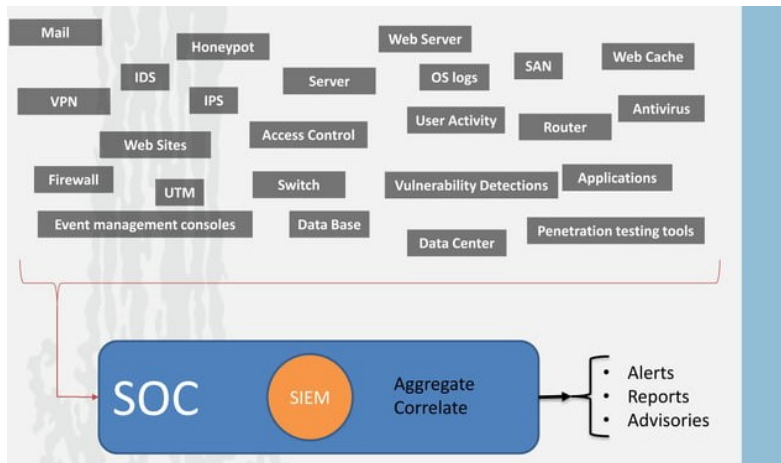 Mail
Honeypot
Web Server
Web Cache
IDS
Server
OS logs
SAN
VPN
IPS
Antivirus
User Activity
Router
Web Sites
Access Control
Firewall
UTM
Switch
Vulnerability Detections
Applications
Event management consoles
Data Base
Data Center
Penetration testing tools
SOC
SIEM
Aggregate
Correlate
• Alerts
• Reports
• Advisories